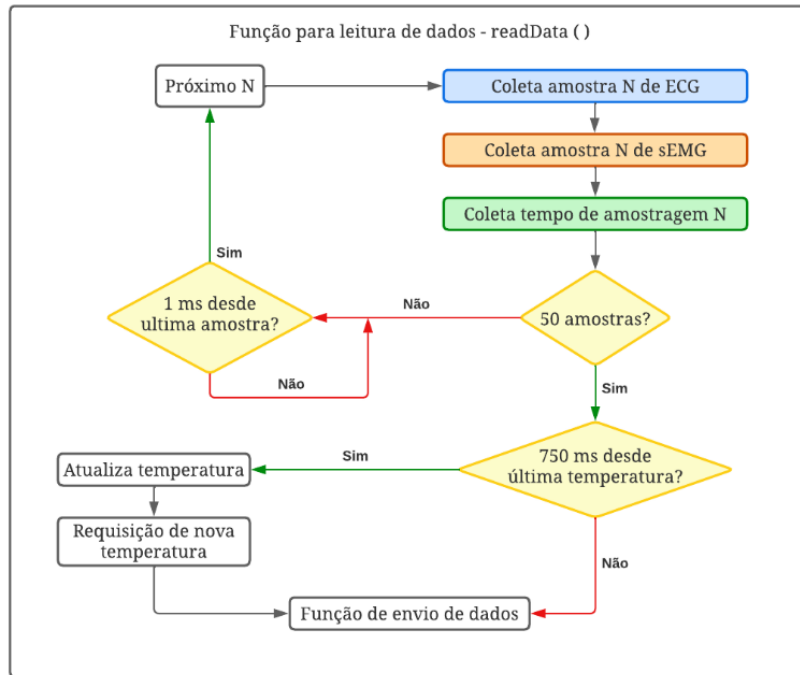 Função para leitura de dados - readData ( )
Próximo N
Coleta amostra N de ECG
Coleta amostra N de sEMG
Coleta tempo de amostragem N
Sim
1 ms desde
ultima amostra?
Não
50 amostras?
Não
Sim
750 ms desde
última temperatura?
Sim
Atualiza temperatura
Requisição de nova
temperatura
Não
Função de envio de dados